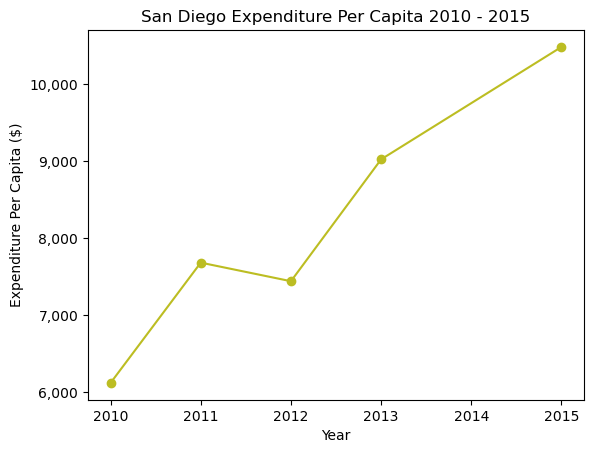 San Diego Expenditure Per Capita 2010 - 2015
Expenditure Per Capita ($)
10,000
9,000
8,000
7,000
6,000
2010 2011 2012 2013 2014 2015
Year